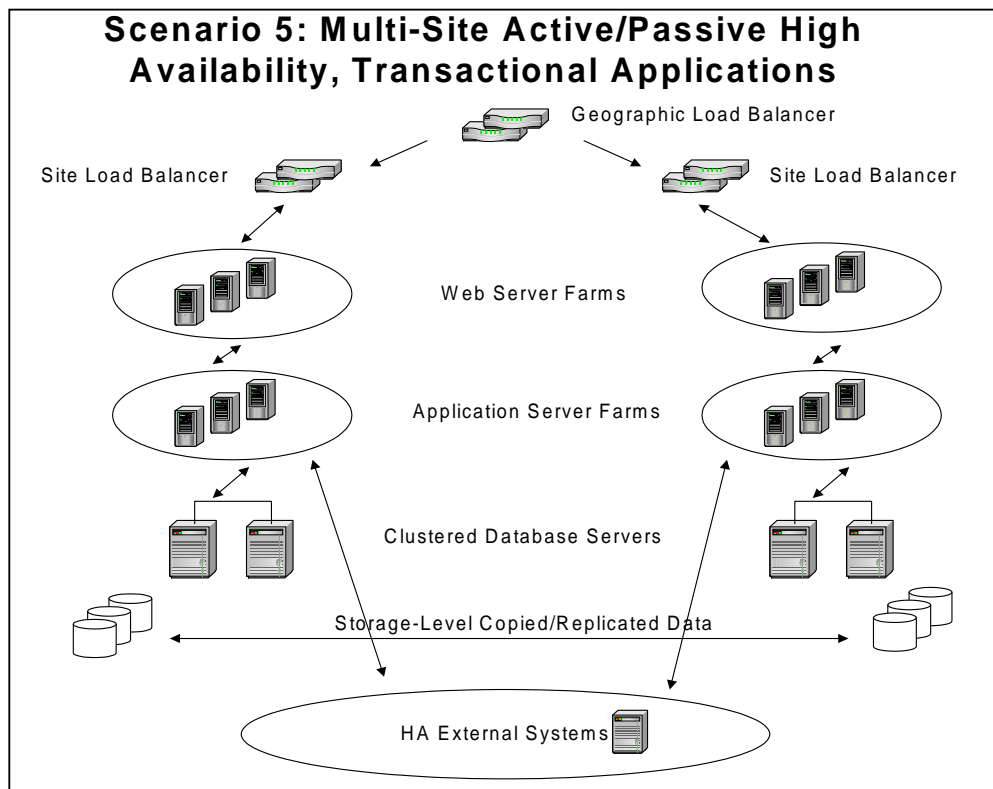 Scenario 5: Multi-Site Active/Passive High
Availability, Transactional Applications
Geographic Load Balancer
Site Load Balancer
Site Load Balancer
Web Server Farms
Application Server Farms
Clustered Database Servers
Storage-Level Copied/Replicated Data
HA External Systems